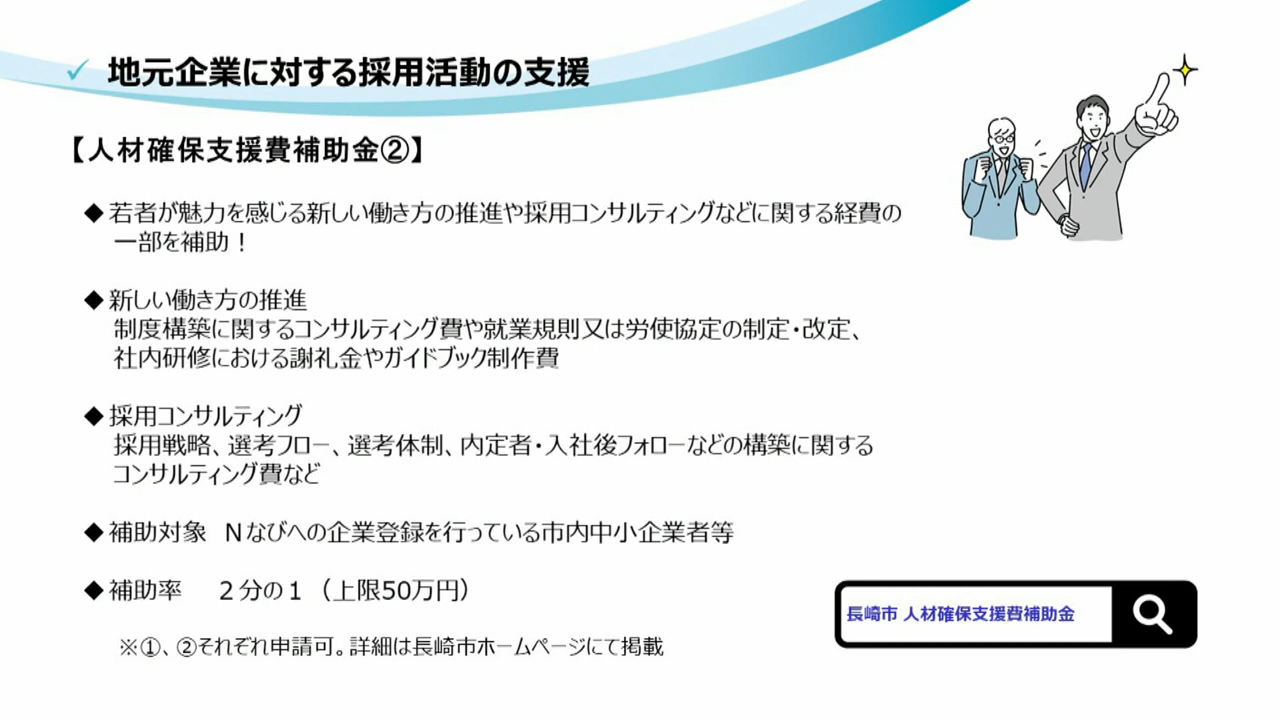 ✓ 地元企業に対する採用活動の支援
【人材確保支援費補助金②】
◆若者が魅力を感じる新しい働き方の推進や採用コンサルティングなどに関する経費の
一部を補助！
◆新しい働き方の推進
制度構築に関するコンサルティング費や就業規則又は労使協定の制定・改定、
社内研修における謝礼金やガイドブック制作費
◆採用コンサルティング
採用戦略、選考フロー、選考体制、内定者・入社後フォローなどの構築に関する
コンサルティング費など
◆補助対象 Ｎなびへの企業登録を行っている市内中小企業者等
◆補助率 ２分の１（上限50万円）
※①、②それぞれ申請可。詳細は長崎市ホームページにて掲載
長崎市 人材確保支援費補助金